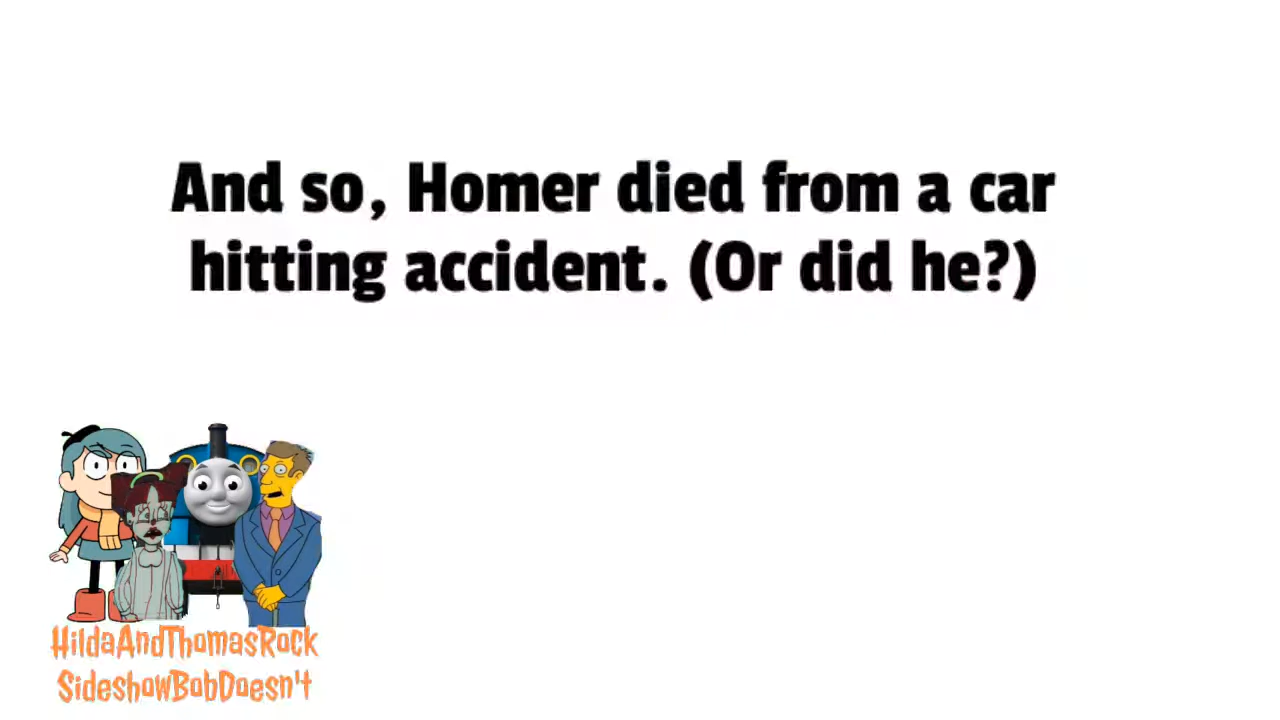 And so, Homer died from a car
hitting accident. (Or did he?)
HildaAndThomasRock
SideshowBobDoesn't